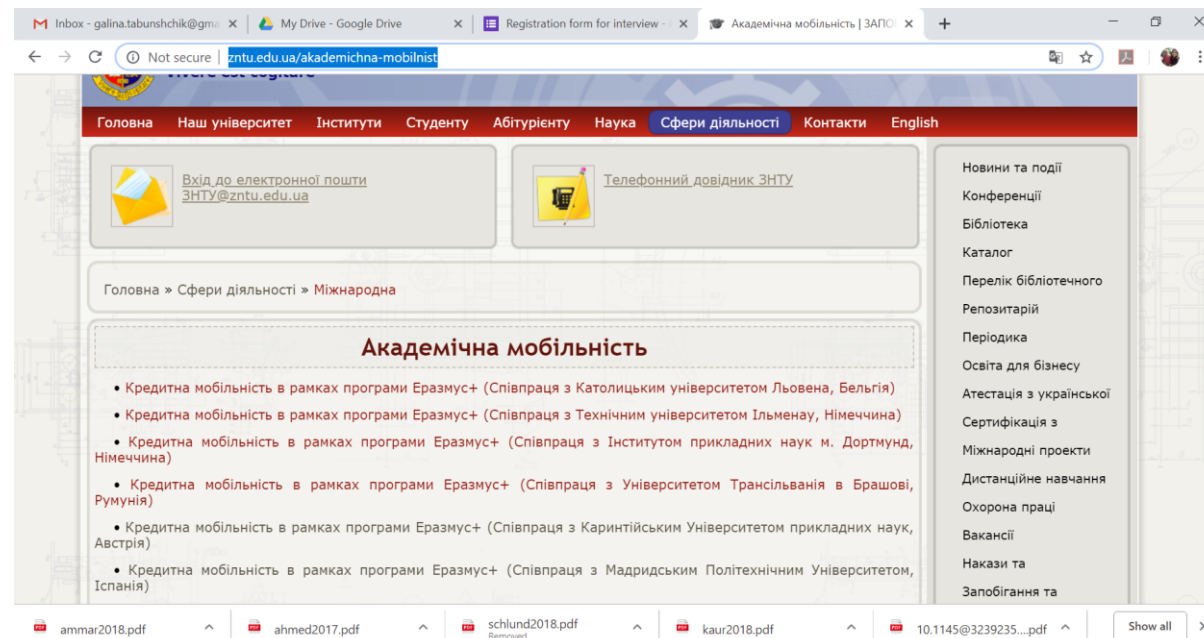 Inbox - galina.tabunshchik@gma
My Drive - Google Drive
Registration form for interview -
Академічна мобільність | ЗАПО
Not secure | zntu.edu.ua/akademichna-mobilnist
Vivere est cogitare
Головна Наш університет Інститути Студенту Абітурієнту Наука Сфери діяльності Контакти English
Вхід до електронної пошти
ЗНТУ@zntu.edu.ua
Телефонний довідник ЗНТУ
Головна » Сфери діяльності » Міжнародна
Академічна мобільність
• Кредитна мобільність в рамках програми Еразмус+ (Співпраця з Католицьким університетом Льовена, Бельгія)
• Кредитна мобільність в рамках програми Еразмус+ (Співпраця з Технічним університетом Ільменау, Німеччина)
• Кредитна мобільність в рамках програми Еразмус+ (Співпраця з Інститутом прикладних наук м. Дортмунд,
Німеччина)
• Кредитна мобільність в рамках програми Еразмус+ (Співпраця з Університетом Трансільванія в Брашові,
Румунія)
• Кредитна мобільність в рамках програми Еразмус+ (Співпраця з Каринтійським Університетом прикладних наук,
Австрія)
• Кредитна мобільність в рамках програми Еразмус+ (Співпраця з Мадридським Політехнічним Університетом,
Іспанія)
Новини та події
Конференції
Бібліотека
Каталог
Перелік бібліотечного
Репозитарій
Періодика
Освіта для бізнесу
Атестація з української
Сертифікація з
Міжнародні проекти
Дистанційне навчання
Охорона праці
Вакансії
Накази та
Запобігання та
ammar2018.pdf
ahmed2017.pdf
schlund2018.pdf
Removed
kaur2018.pdf
10.1145@3239235....pdf
Show all